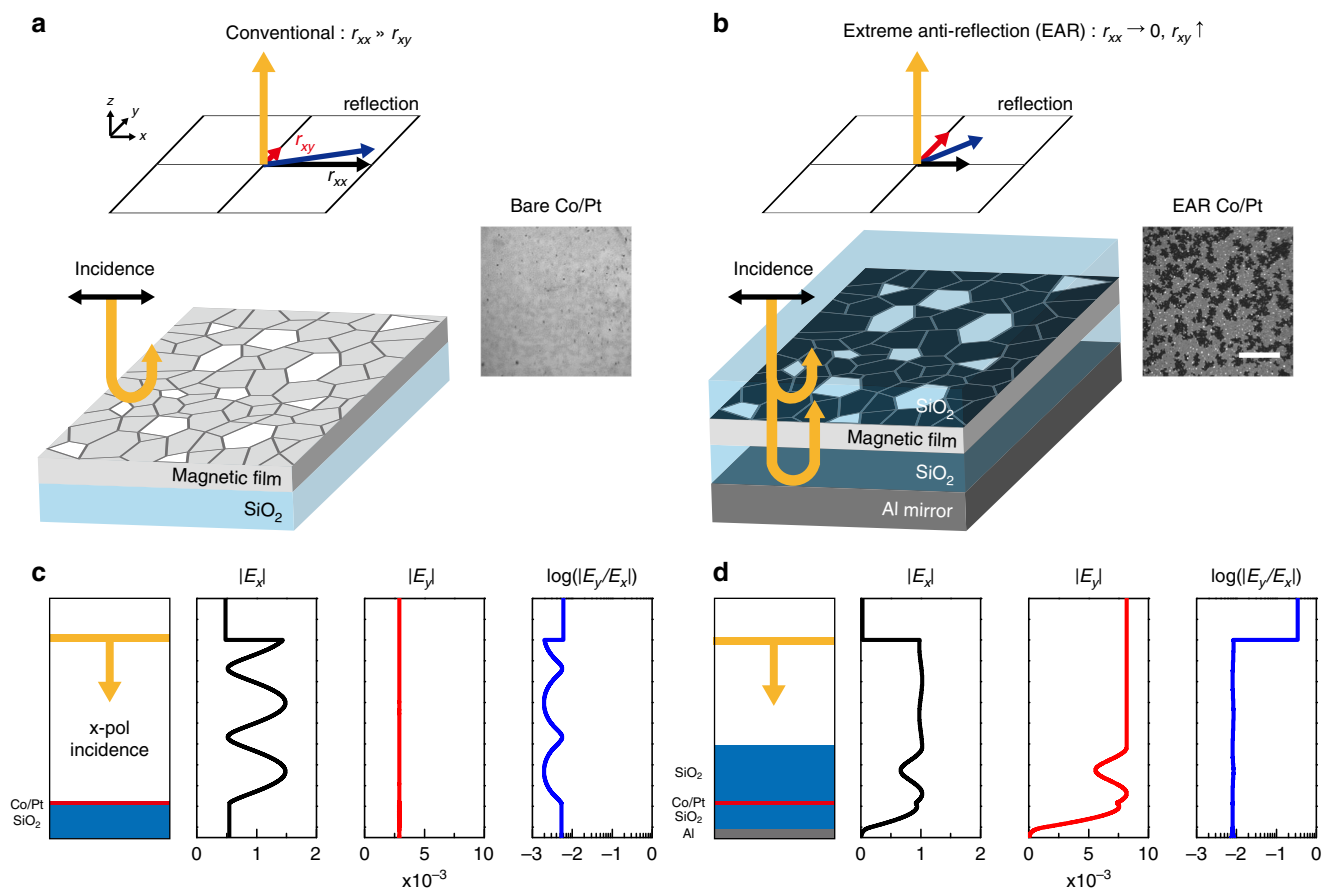 a
Conventional : rxx » rxy
z
y
x
reflection
rxy
rxx
Bare Co/Pt
Incidence
Magnetic film
SiO2
b
Extreme anti-reflection (EAR) : rxx → 0, rxy ↑
reflection
EAR Co/Pt
Incidence
SiO2
Magnetic film
SiO2
Al mirror
c
|Ex|
|Ey|
log(|Ey/Ex|)
x-pol
incidence
Co/Pt
SiO2
0 1 2
0 5 10
x10−3
−3 −2 −1 0
d
|Ex|
|Ey|
log(|Ey/Ex|)
SiO2
Co/Pt
SiO2
Al
0 1 2
0 5 10
x10−3
−3 −2 −1 0